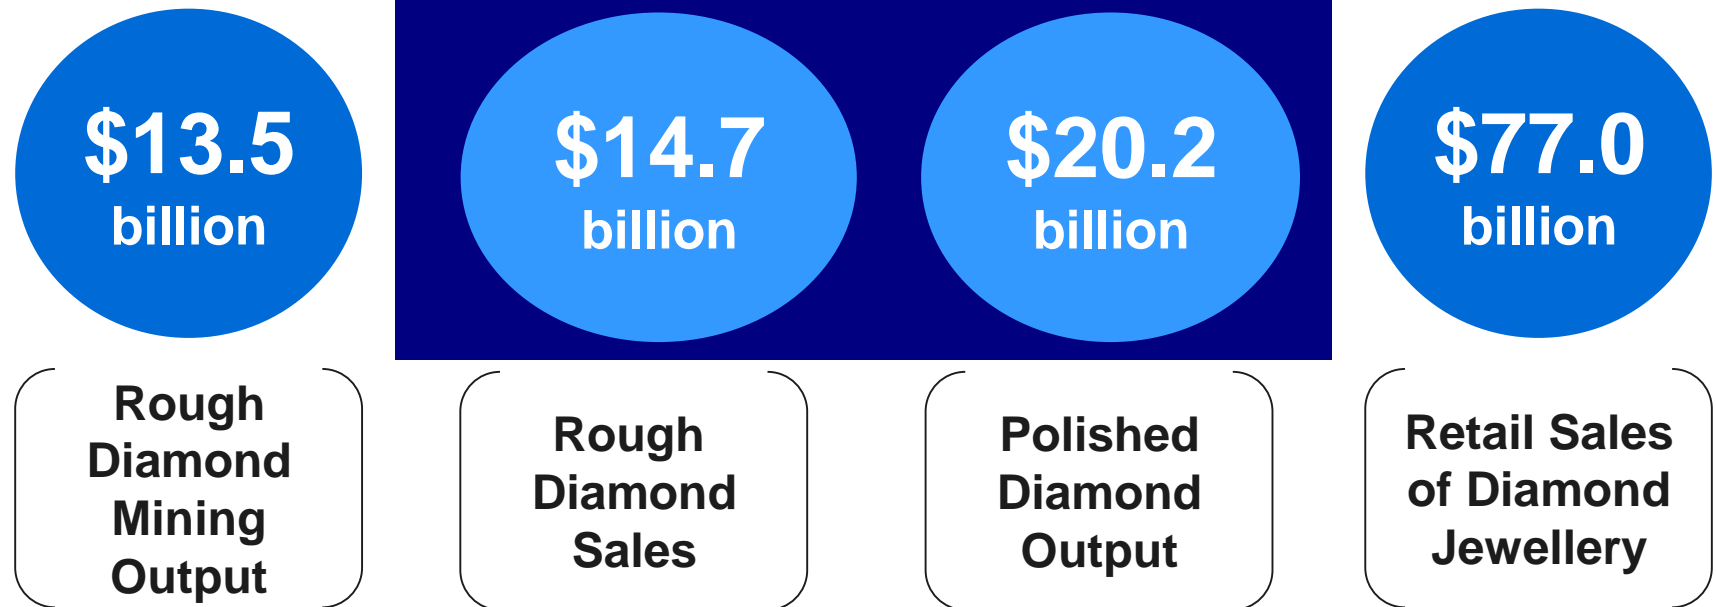 $13.5
billion
$14.7
billion
$20.2
billion
$77.0
billion
Rough
Diamond
Mining
Output
Rough
Diamond
Sales
Polished
Diamond
Output
Retail Sales
of Diamond
Jewellery